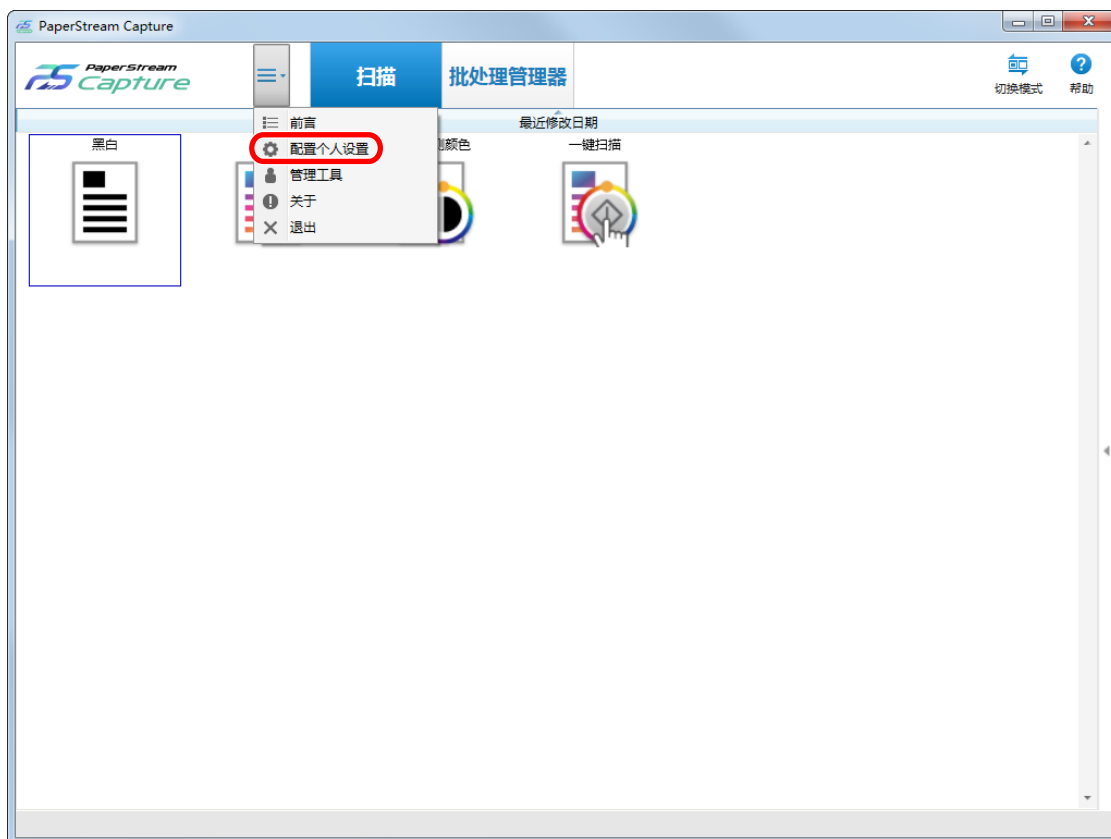 PaperStream Capture
PaperStream
Capture
扫描
批处理管理器
切换模式
帮助
最近修改日期
前言
配置个人设置
管理工具
关于
退出
黑白
颜色
一键扫描